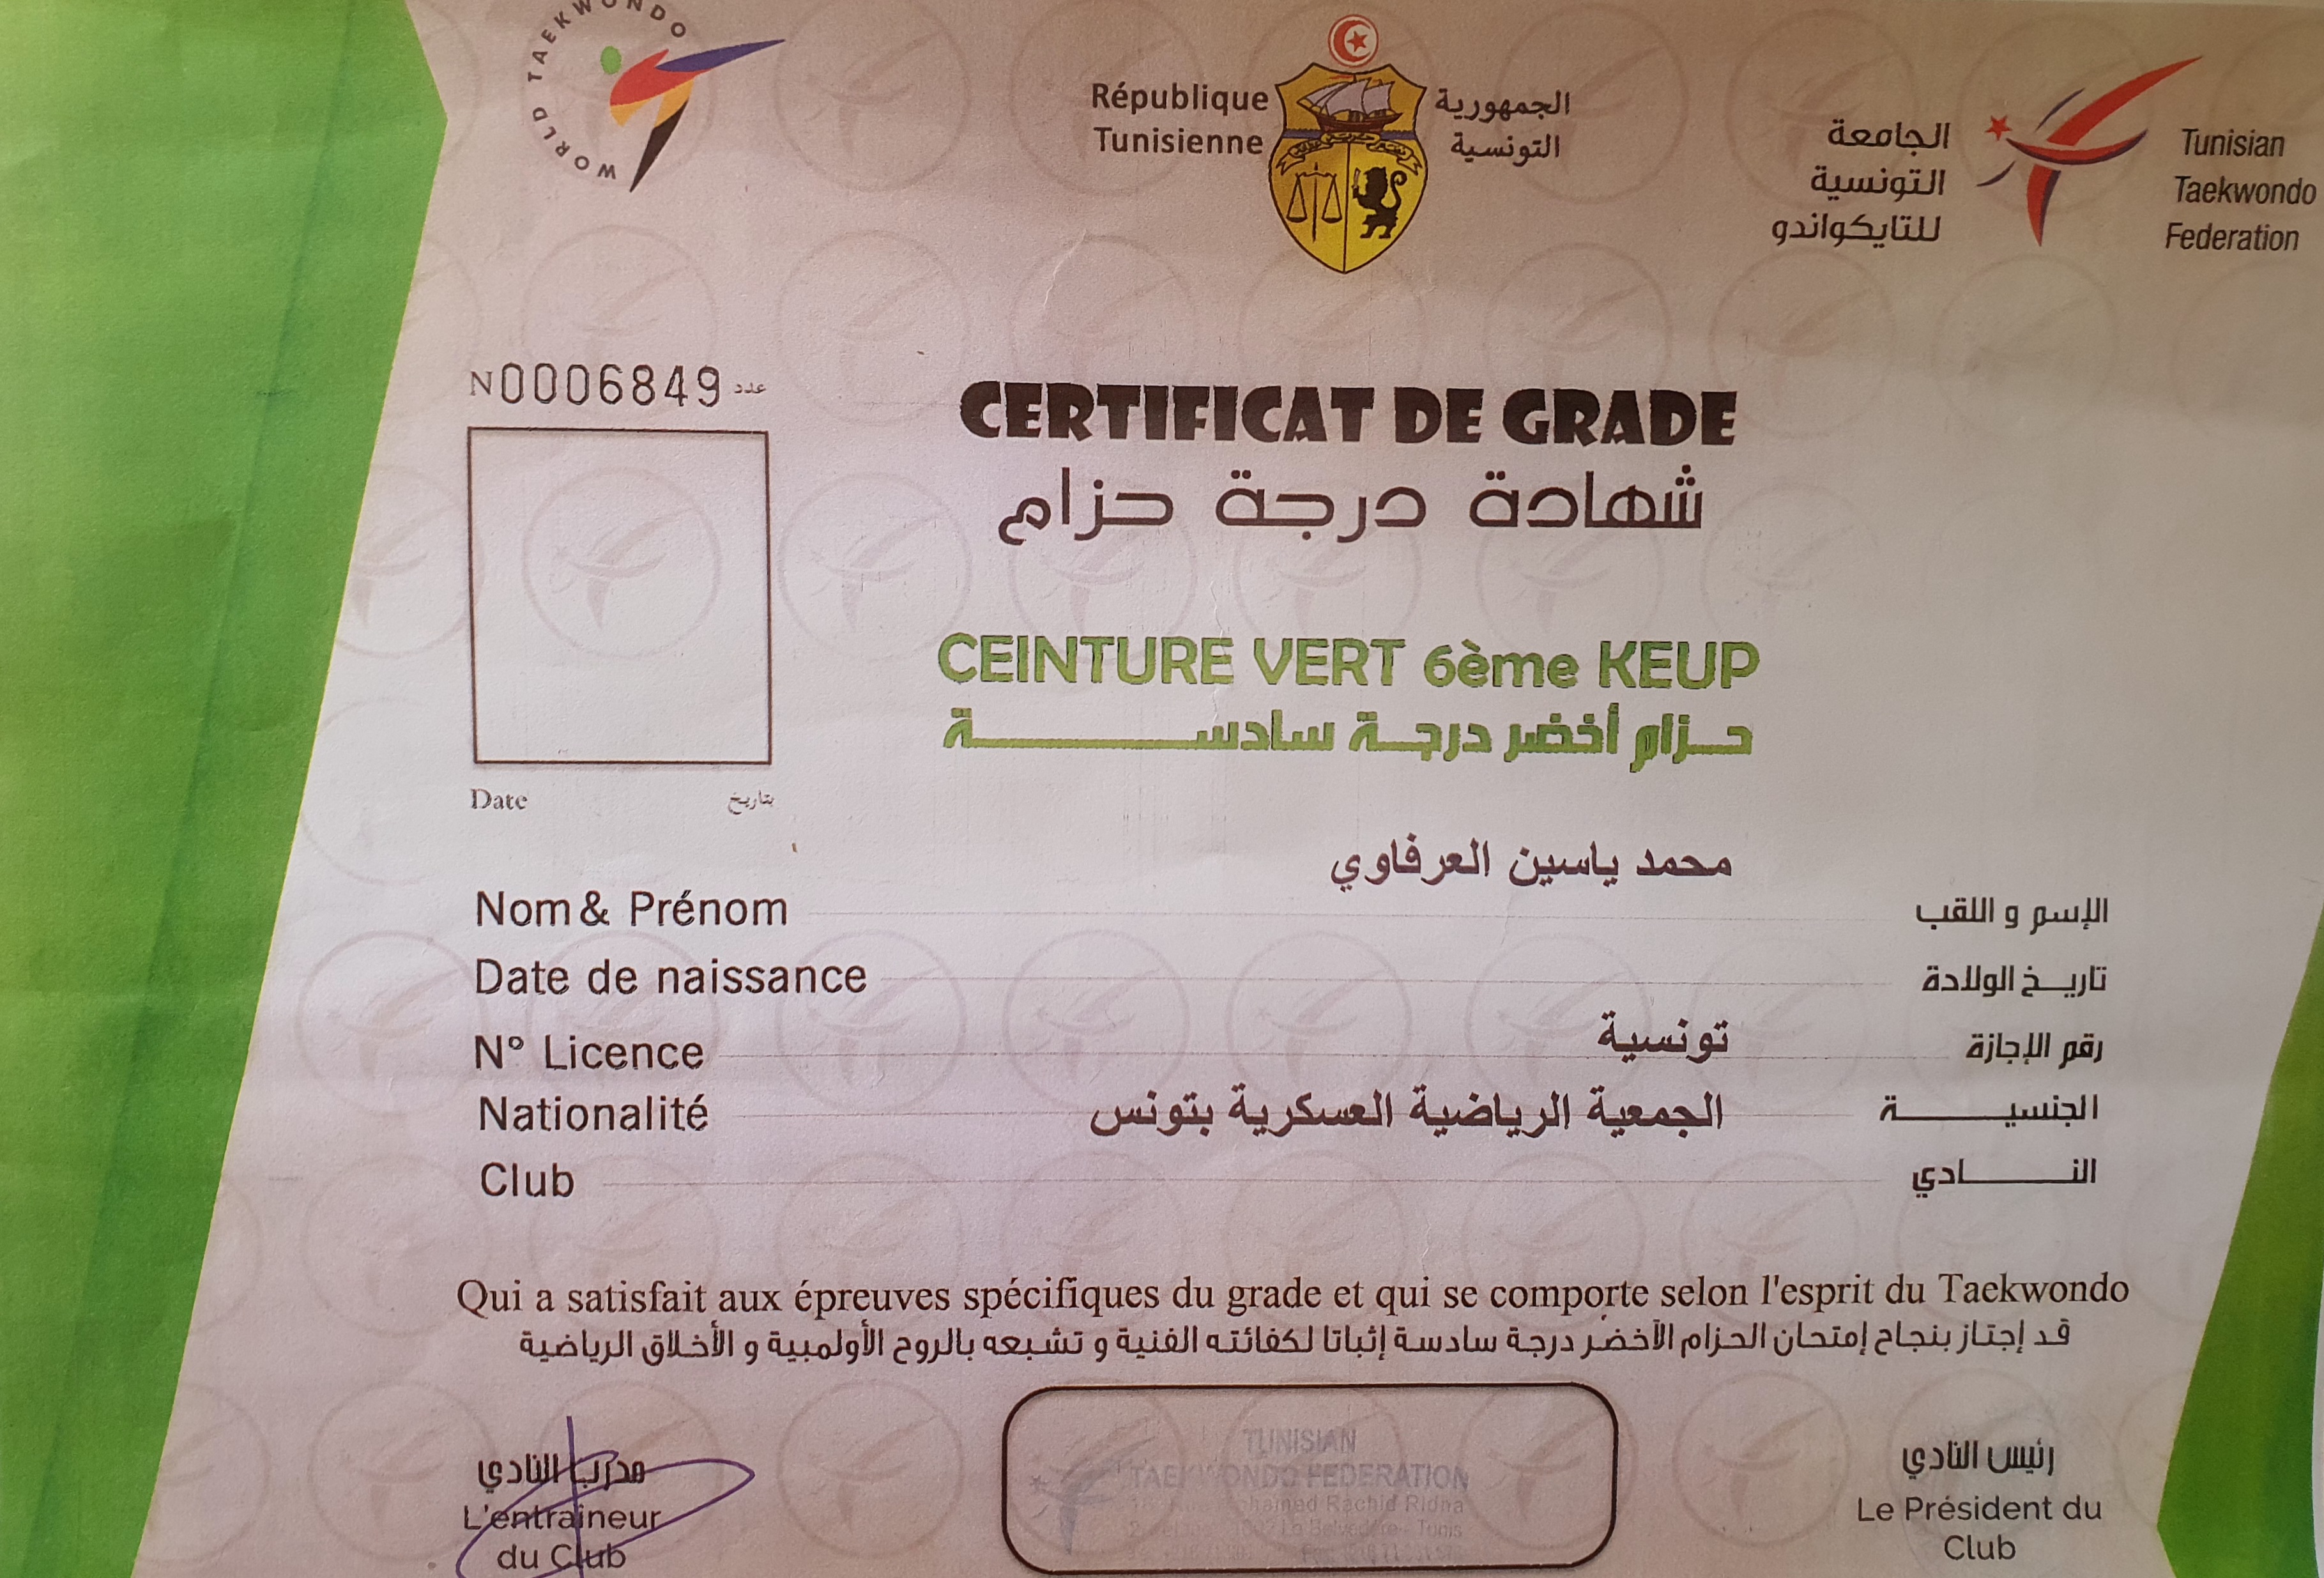 WORLD TAEKWONDO
République
Tunisienne
الجمهورية
التونسية
الجامعة
التونسية
للتايكواندو
Tunisian
Taekwondo
Federation
N0006849 عدد
CERTIFICAT DE GRADE
شهادة درجة حزام
CEINTURE VERT 6ème KEUP
حزام أخضر درجة سادسة
Date بتاريخ
محمد ياسين العرفاوي
Nom & Prénom الإسم و اللقب
Date de naissance تاريخ الولادة
تونسية
N° Licence رقم الإجازة
Nationalité الجمعية الرياضية العسكرية بتونس الجنسية
Club النادي
Qui a satisfait aux épreuves spécifiques du grade et qui se comporte selon l'esprit du Taekwondo
قد إجتاز بنجاح إمتحان الحزام الأخضر درجة سادسة إثباتا لكفائته الفنية و تشبعه بالروح الأولمبية و الأخلاق الرياضية
مدرب النادي
L'entraineur
du Club
TUNISIAN
TAEKWONDO FEDERATION
Rachid Ridha
Tunis
رئيس النادي
Le Président du
Club